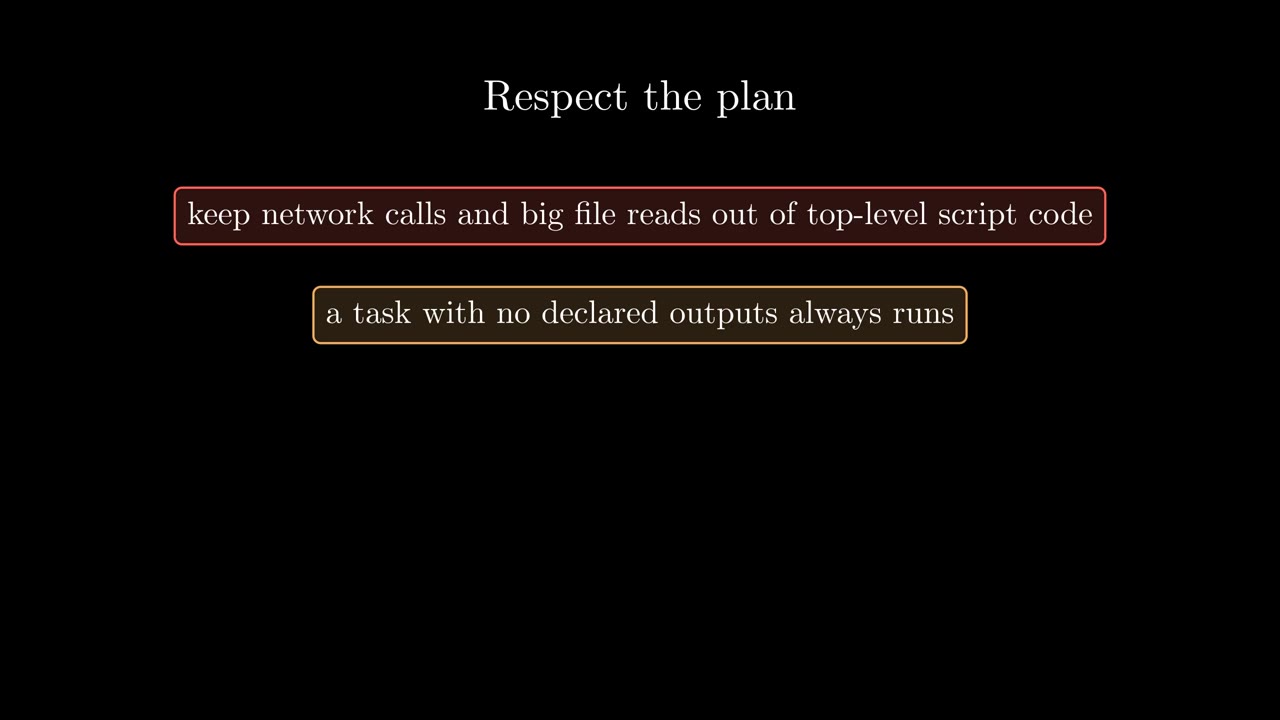 Respect the plan
keep network calls and big file reads out of top-level script code
a task with no declared outputs always runs